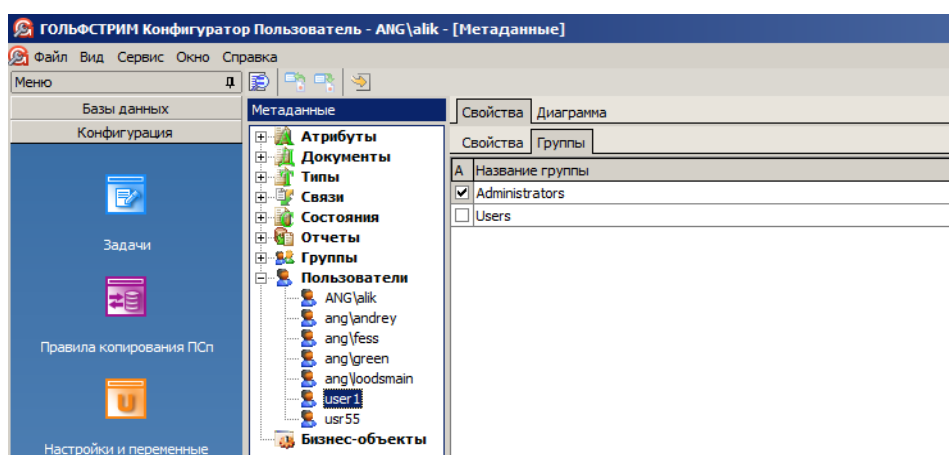 ГОЛЬФСТРИМ Конфигуратор Пользователь - ANG\alik - [Метаданные]
Файл Вид Сервис Окно Справка
Меню
Базы данных
Конфигурация
Задачи
Правила копирования ПСп
Настройки и переменные
Метаданные
Атрибуты
Документы
Типы
Связи
Состояния
Отчеты
Группы
Пользователи
ANG\alik
ang\andrey
ang\fess
ang\green
ang\loodsmain
user1
usr55
Бизнес-объекты
Свойства Диаграмма
Свойства Группы
А Название группы
Administrators
Users